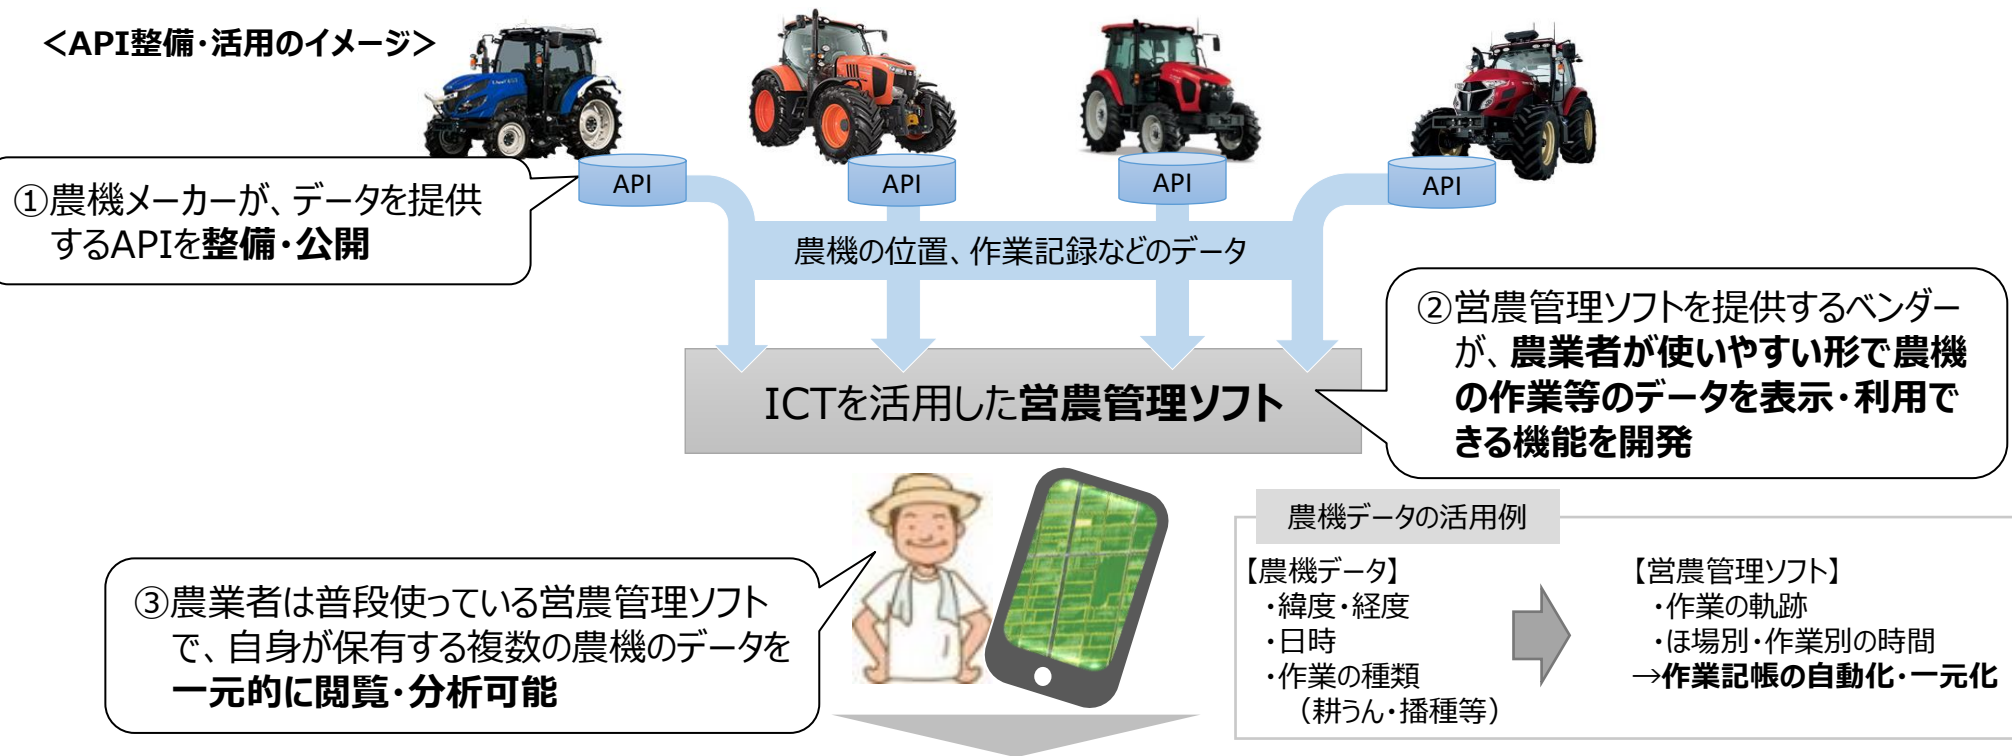 ＜API整備・活用のイメージ＞
API
API
API
API
①農機メーカーが、データを提供
するAPIを整備・公開
農機の位置、作業記録などのデータ
②営農管理ソフトを提供するベンダー
が、農業者が使いやすい形で農機
の作業等のデータを表示・利用で
きる機能を開発
ICTを活用した営農管理ソフト
③農業者は普段使っている営農管理ソフト
で、自身が保有する複数の農機のデータを
一元的に閲覧・分析可能
農機データの活用例
【農機データ】
・緯度・経度
・日時
・作業の種類
（耕うん・播種等）
【営農管理ソフト】
・作業の軌跡
・ほ場別・作業別の時間
→作業記帳の自動化・一元化